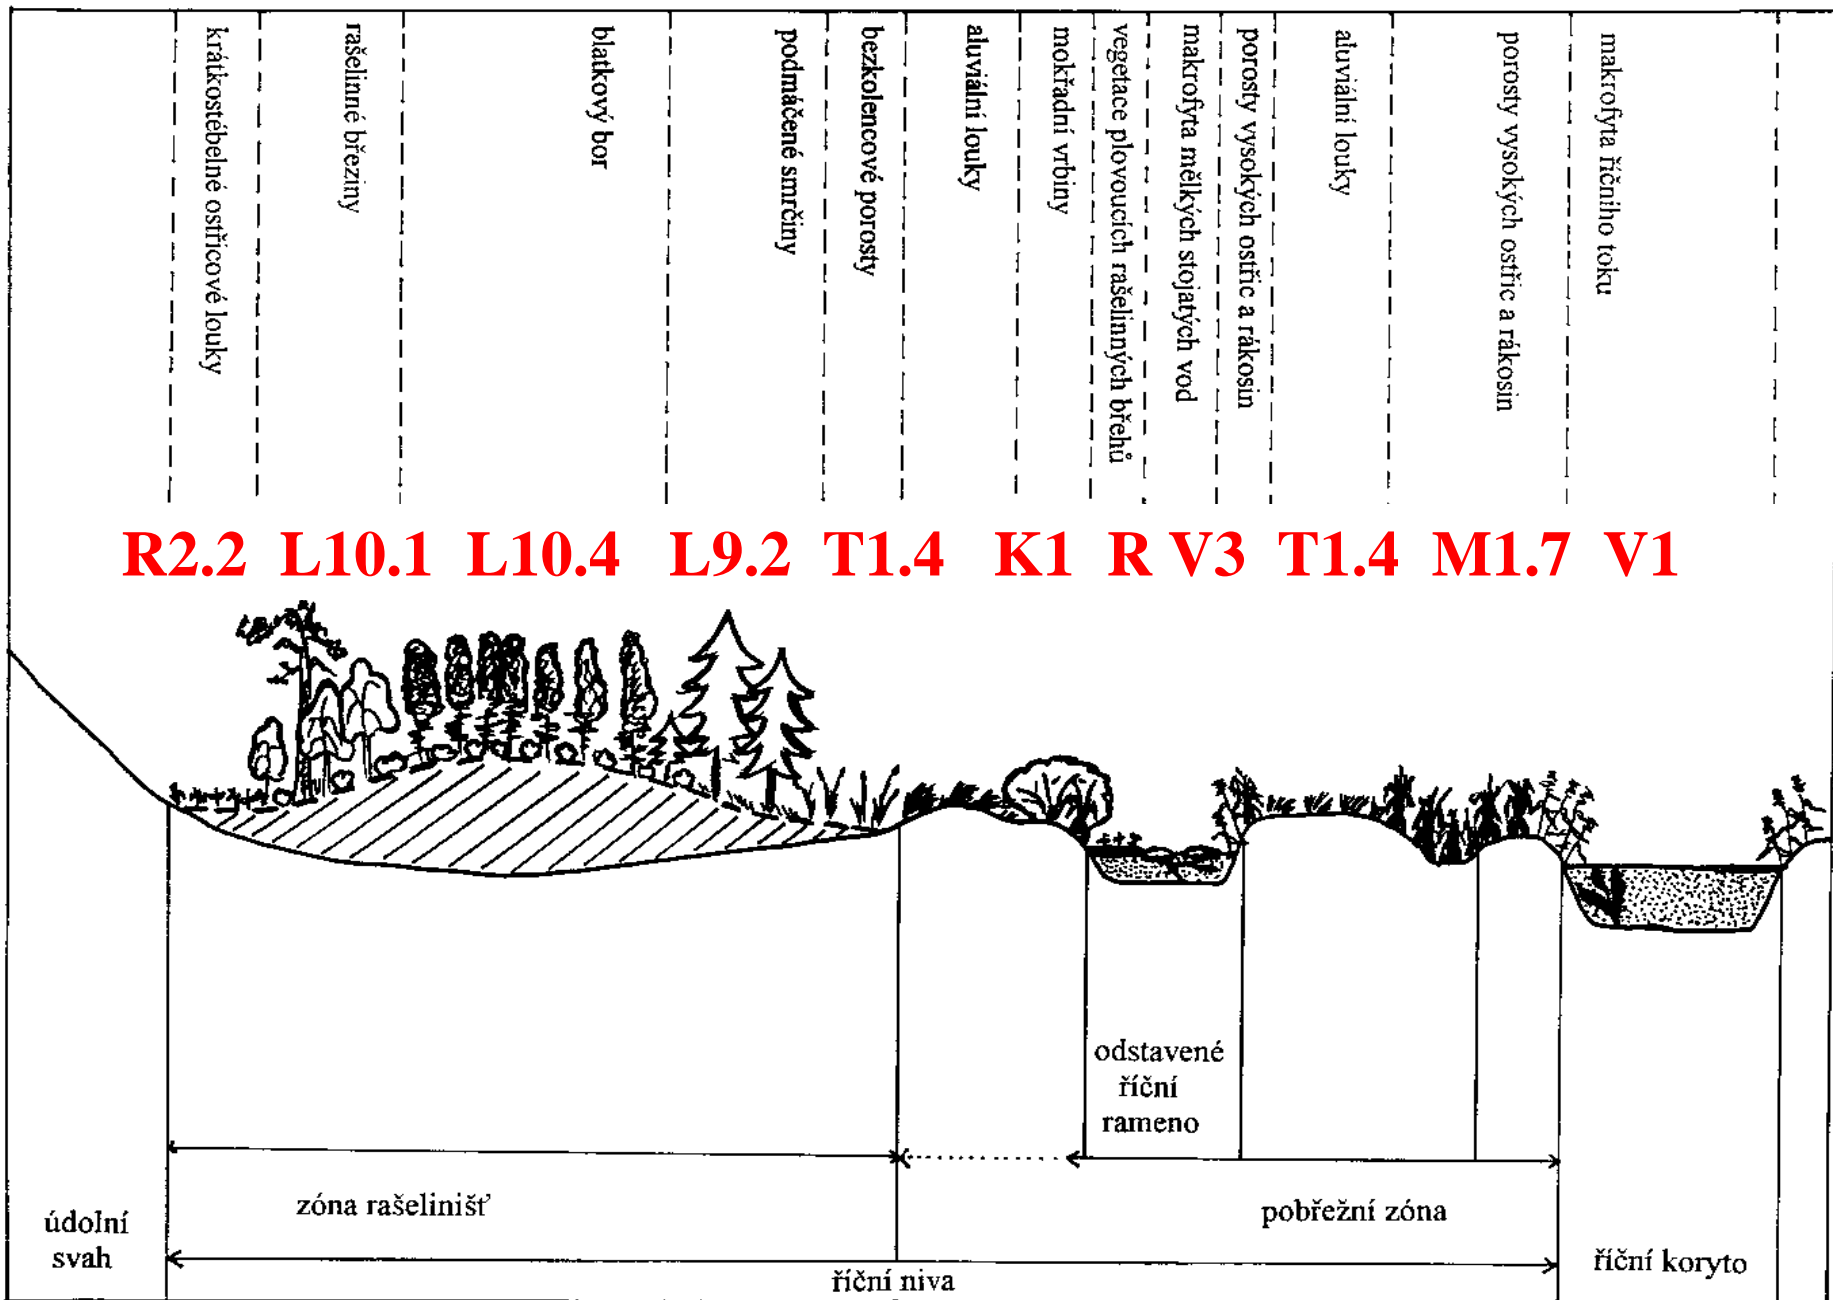 krátkostébelné ostřicové louky
rašelinné březiny
blatkový bor
podmáčené smrčiny
bezkolencové porosty
aluviální louky
mokřadní vrbiny
vegetace plovoucích rašelinných břehů
makrofyta mělkých stojatých vod
porosty vysokých ostřic a rákosin
aluviální louky
porosty vysokých ostřic a rákosin
makrofyta říčního toku
R2.2 L10.1 L10.4 L9.2 T1.4 K1 R V3 T1.4 M1.7 V1
odstavené
říční
rameno
zóna rašelinišť
pobřežní zóna
údolní
svah
říční niva
říční koryto